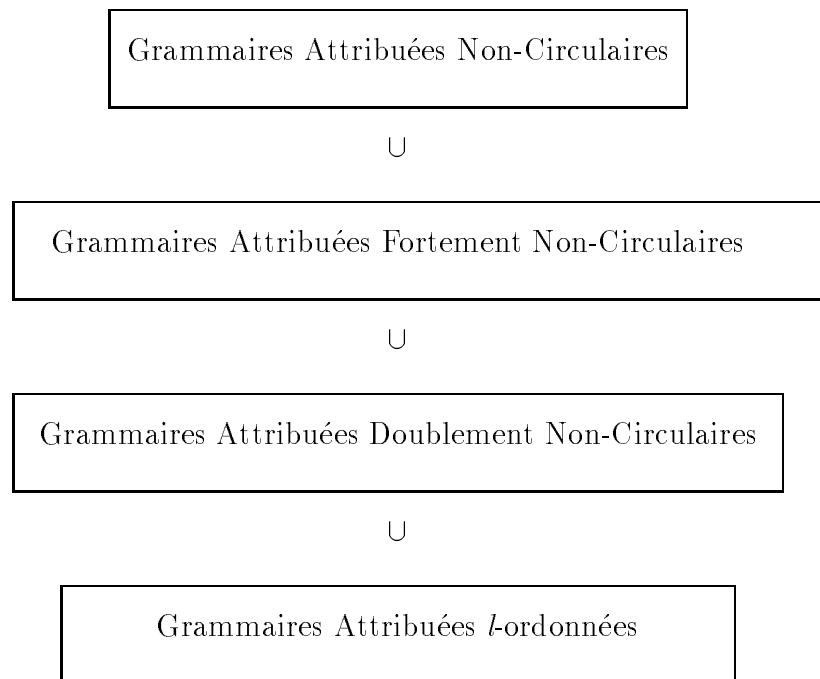 Grammaires Attribuées Non-Circulaires
∪
Grammaires Attribuées Fortement Non-Circulaires
∪
Grammaires Attribuées Doublement Non-Circulaires
∪
Grammaires Attribuées l-ordonnées